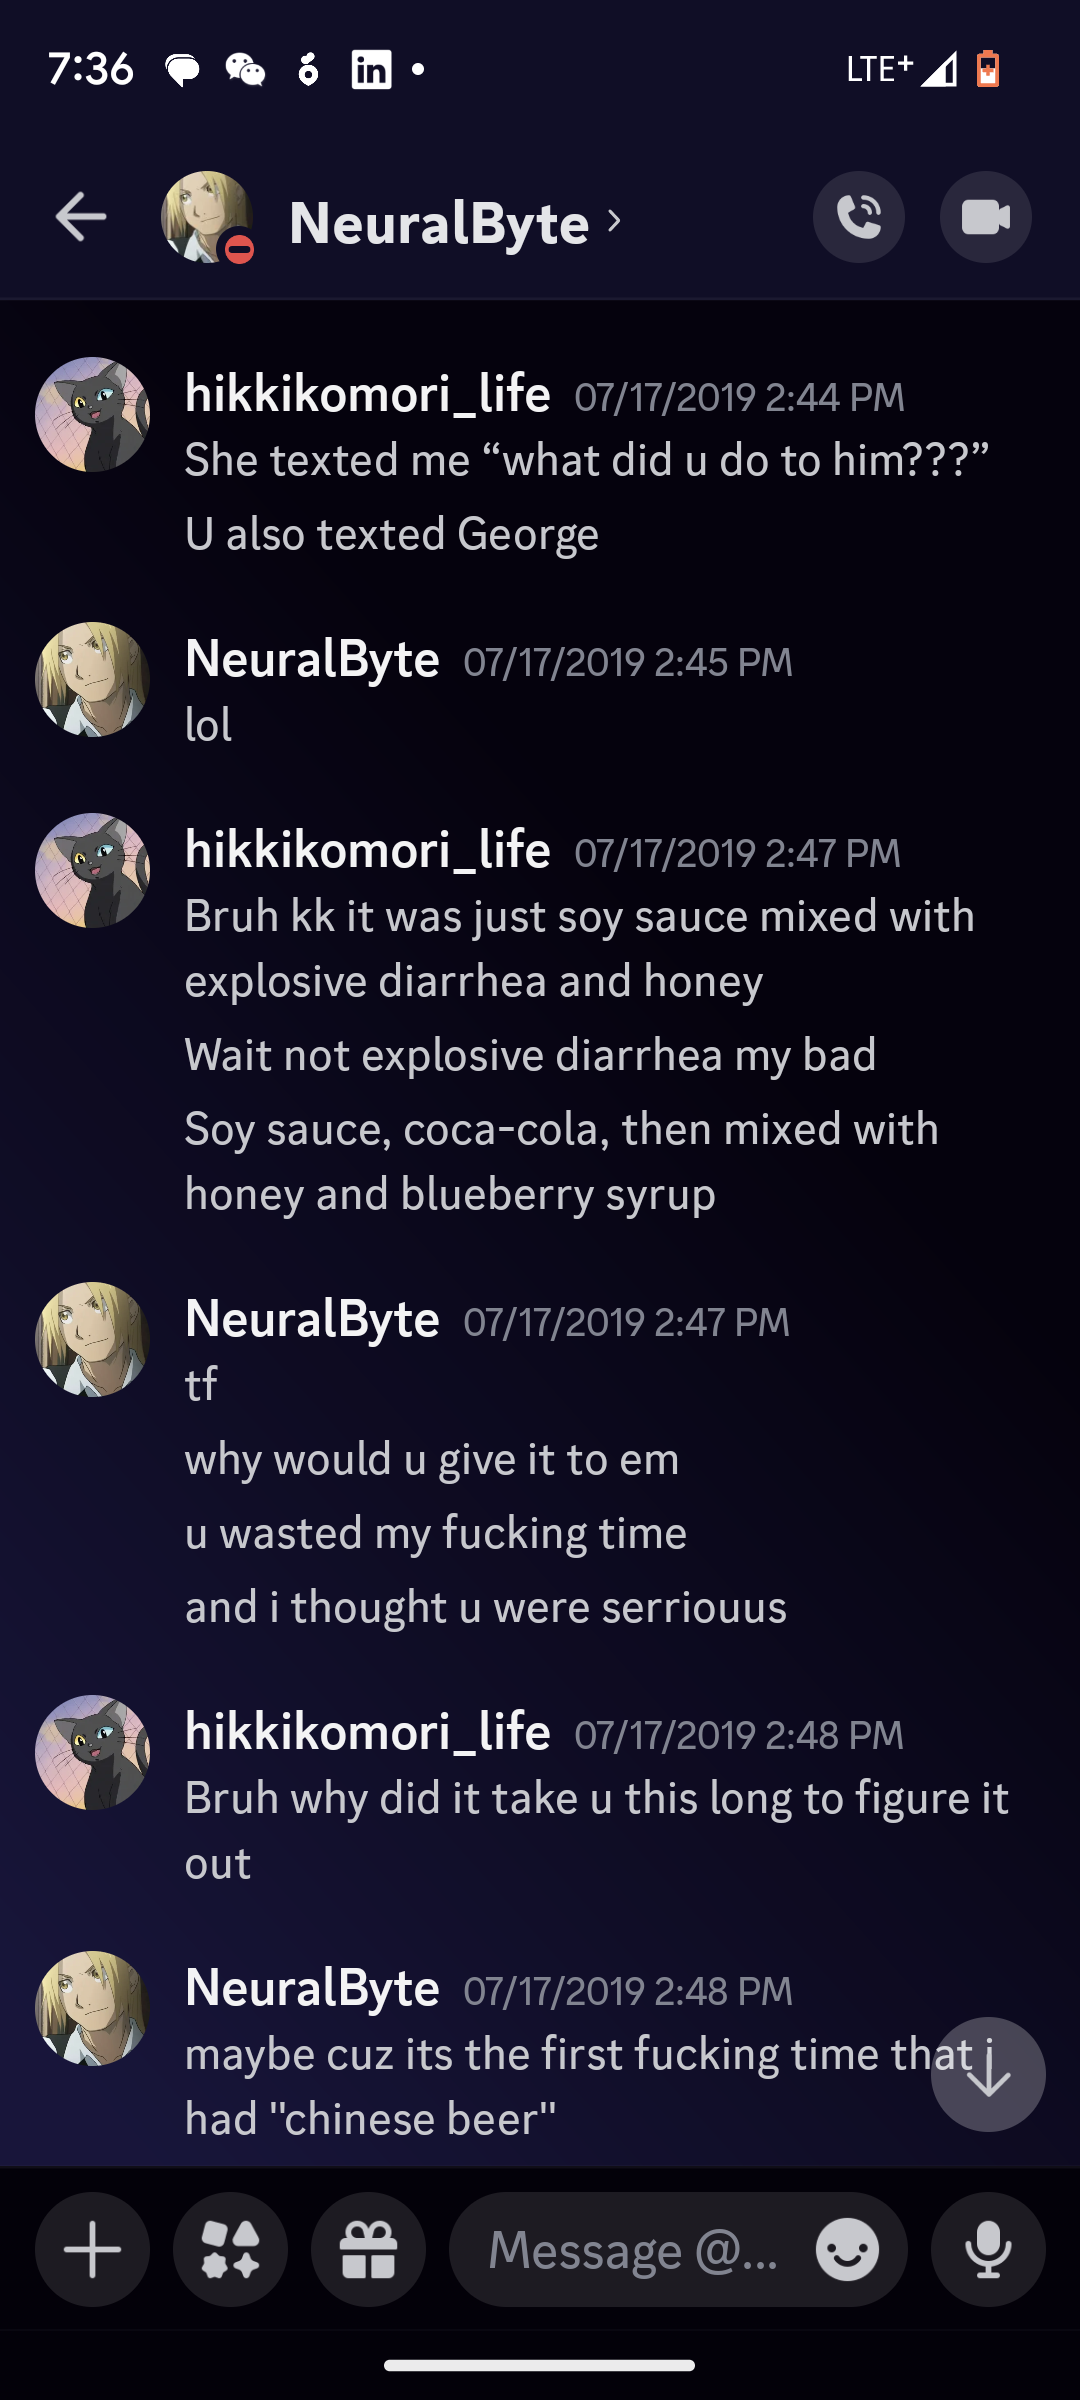 7:36
LTE+
NeuralByte
hikkikomori_life 07/17/2019 2:44 PM
She texted me “what did u do to him???”
U also texted George
NeuralByte 07/17/2019 2:45 PM
lol
hikkikomori_life 07/17/2019 2:47 PM
Bruh kk it was just soy sauce mixed with
explosive diarrhea and honey
Wait not explosive diarrhea my bad
Soy sauce, coca-cola, then mixed with
honey and blueberry syrup
NeuralByte 07/17/2019 2:47 PM
tf
why would u give it to em
u wasted my fucking time
and i thought u were serriouus
hikkikomori_life 07/17/2019 2:48 PM
Bruh why did it take u this long to figure it
out
NeuralByte 07/17/2019 2:48 PM
maybe cuz its the first fucking time that i
had "chinese beer"
Message @...